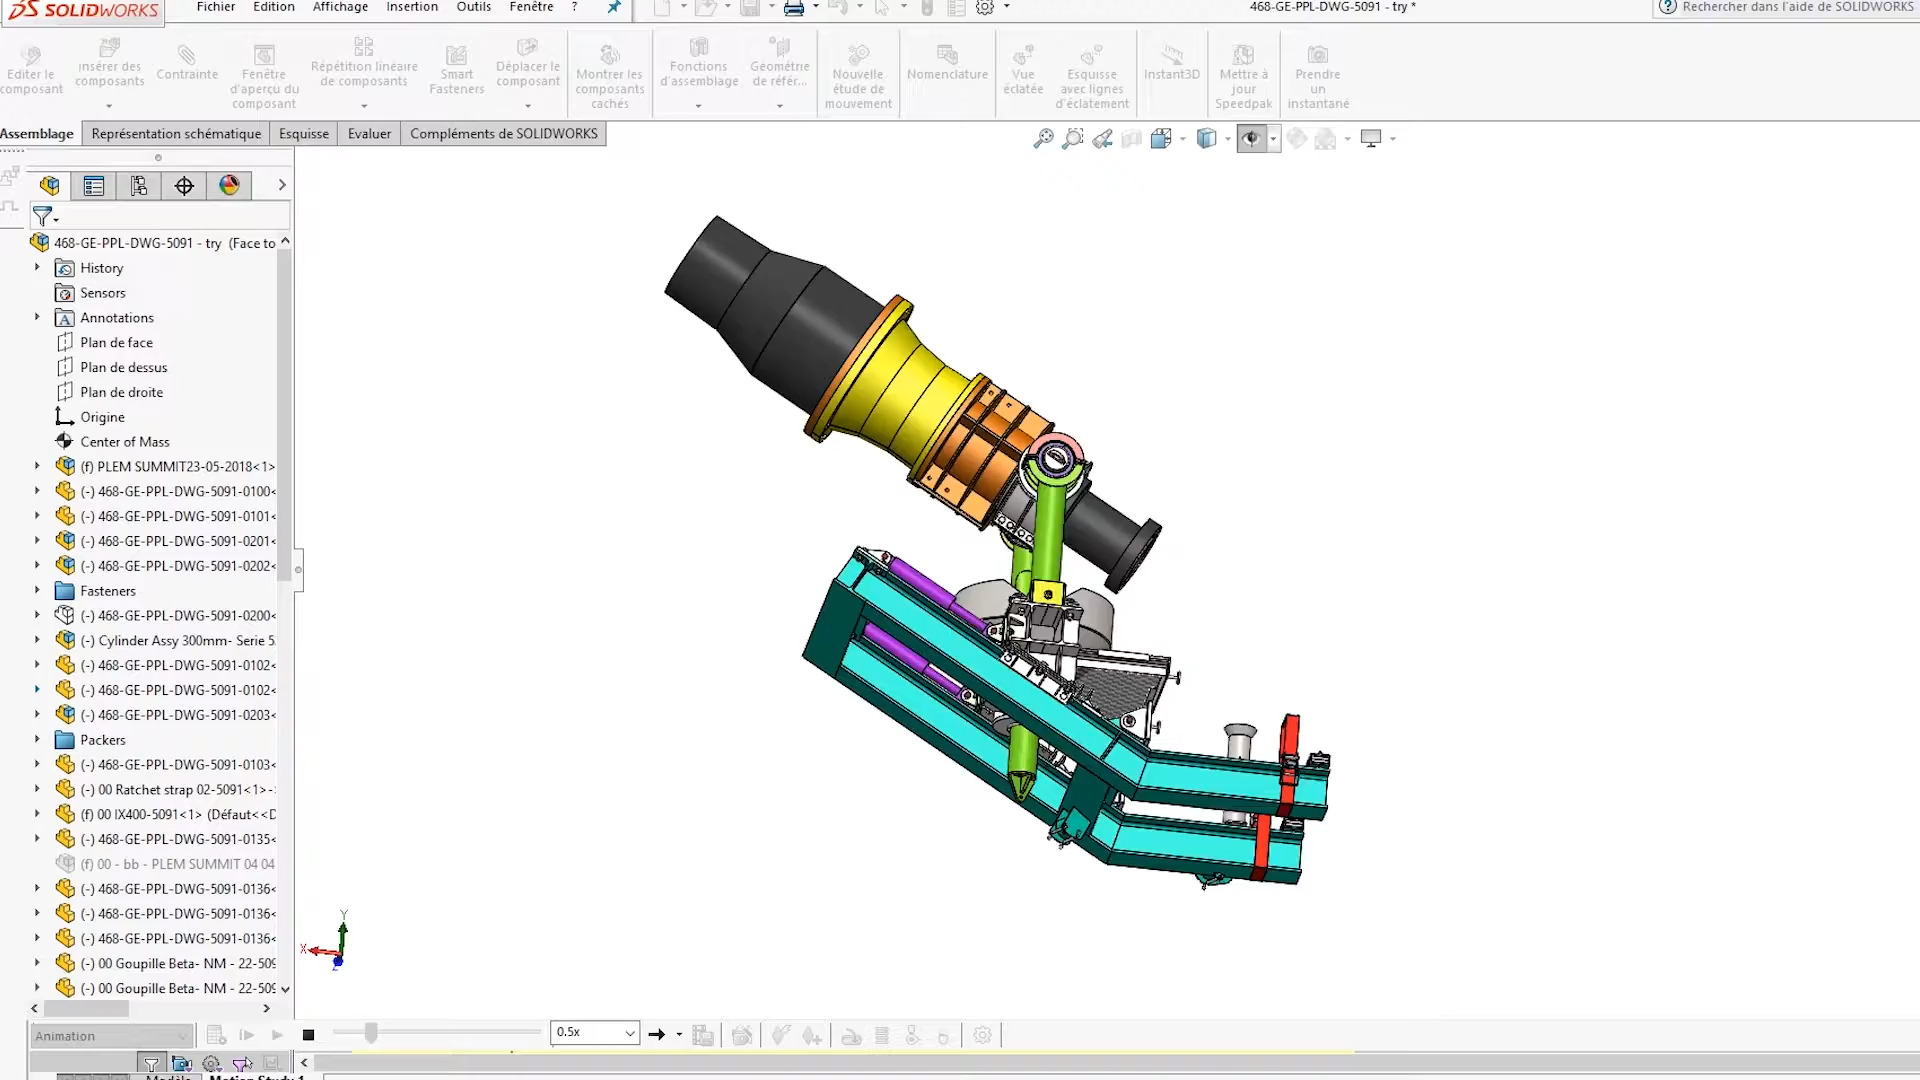 SOLIDWORKS
Fichier Edition Affichage Insertion Outils Fenêtre ?
468-GE-PPL-DWG-5091 - try *
Rechercher dans l'aide de SOLIDWORKS
Editer le composant
Insérer des composants
Contrainte
Fenêtre d'aperçu du composant
Répétition linéaire de composants
Smart Fasteners
Déplacer le composant
Montrer les composants cachés
Fonctions d'assemblage
Géométrie de référ...
Nouvelle étude de mouvement
Nomenclature
Vue éclatée
Esquisse avec lignes d'éclatement
Instant3D
Mettre à jour Speedpak
Prendre un instantané
Assemblage Représentation schématique Esquisse Evaluer Compléments de SOLIDWORKS
468-GE-PPL-DWG-5091 - try (Face to
History
Sensors
Annotations
Plan de face
Plan de dessus
Plan de droite
Origine
Center of Mass
(f) PLEM SUMMIT23-05-2018<1>
(-) 468-GE-PPL-DWG-5091-0100<
(-) 468-GE-PPL-DWG-5091-0101<
(-) 468-GE-PPL-DWG-5091-0201<
(-) 468-GE-PPL-DWG-5091-0202<
Fasteners
(-) 468-GE-PPL-DWG-5091-0200<
(-) Cylinder Assy 300mm- Serie 5
(-) 468-GE-PPL-DWG-5091-0102<
(-) 468-GE-PPL-DWG-5091-0102<
(-) 468-GE-PPL-DWG-5091-0203<
Packers
(-) 468-GE-PPL-DWG-5091-0103<
(-) 00 Ratchet strap 02-5091<1>-
(f) 00 IX400-5091<1> (Défaut<<D
(-) 468-GE-PPL-DWG-5091-0135<
(f) 00 - bb - PLEM SUMMIT 04 04
(-) 468-GE-PPL-DWG-5091-0136<
(-) 468-GE-PPL-DWG-5091-0136<
(-) 468-GE-PPL-DWG-5091-0136<
(-) 00 Goupille Beta- NM - 22-509
(-) 00 Goupille Beta- NM - 22-509
Y
X
Z
Animation
0.5x
Modèle Motion Study 1